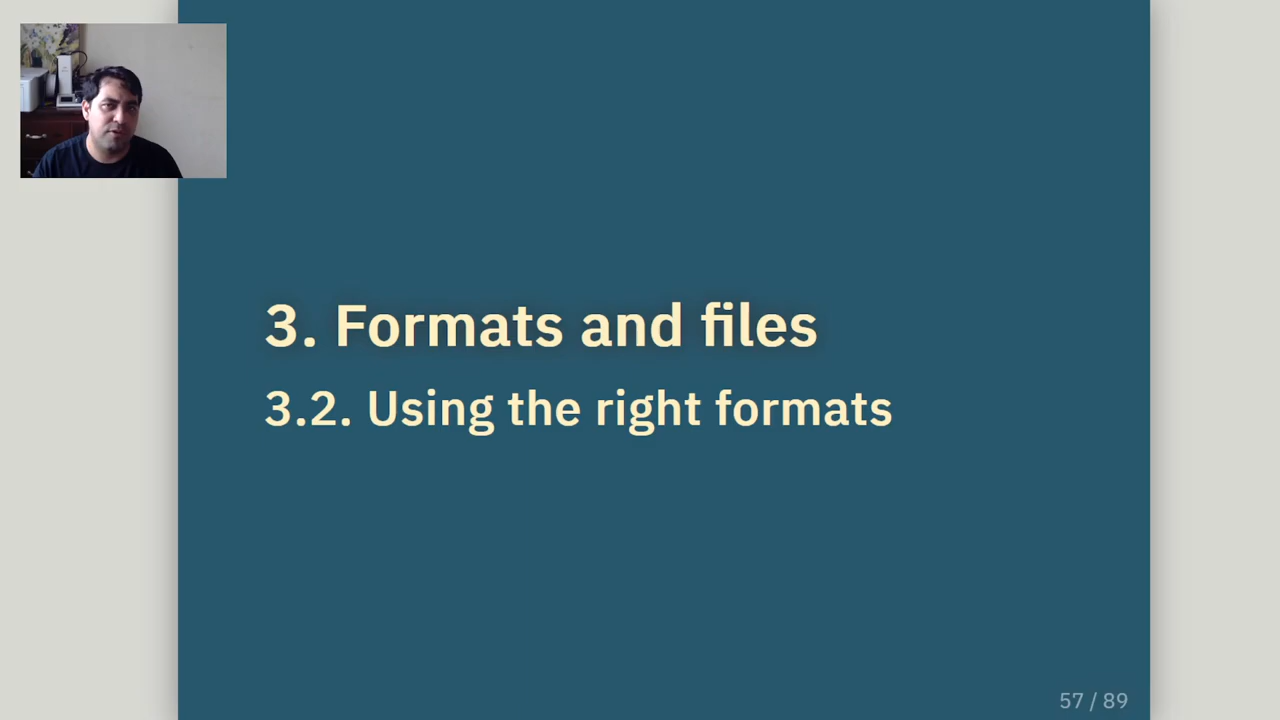 3. Formats and files
3.2. Using the right formats
57 / 89